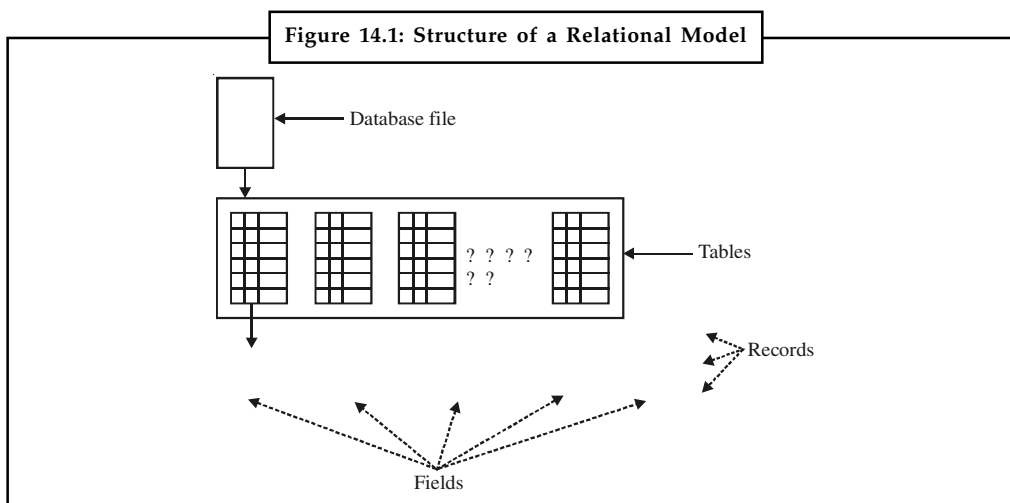 Figure 14.1: Structure of a Relational Model
Database file
? ? ? ?
Tables
? ?
Records
Fields